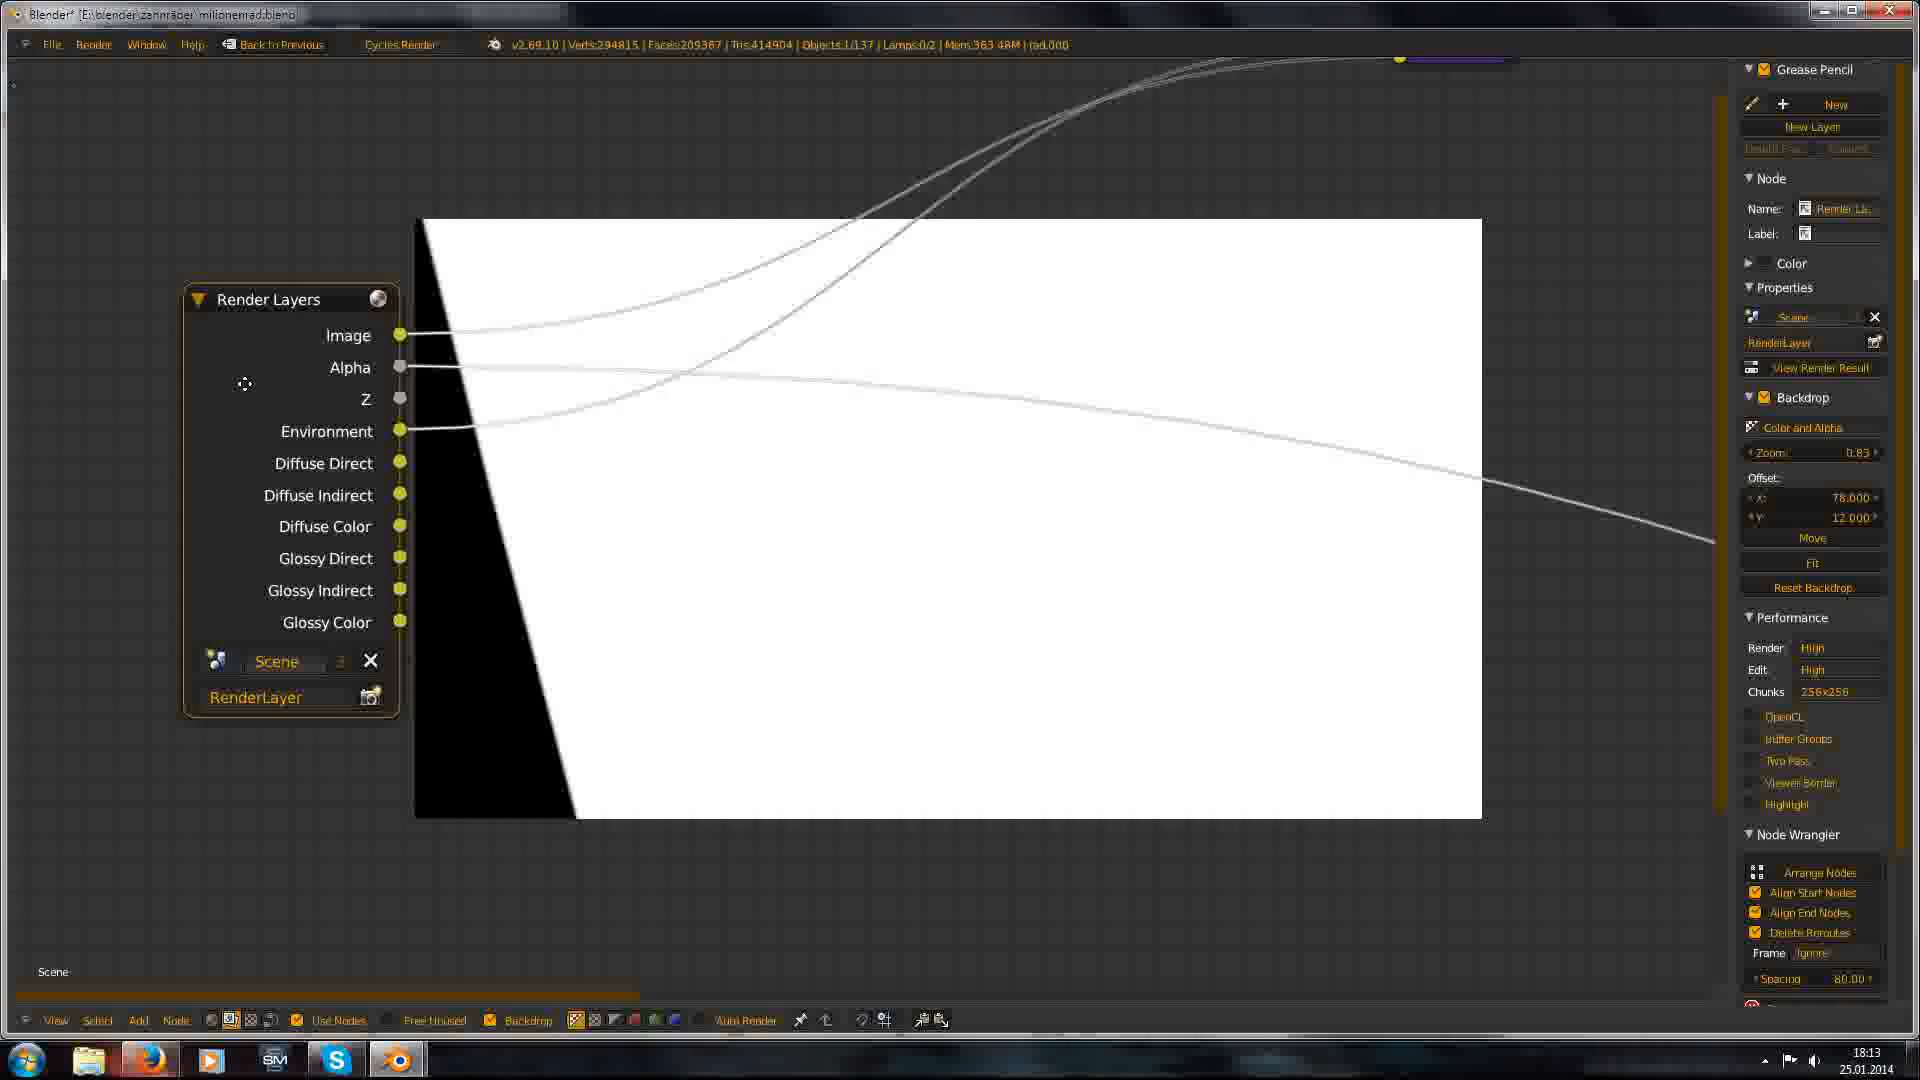 Blender* [E:\blender\zahnräder\millionenrad.blend]
File Render Window Help Back to Previous Cycles Render v2.69.10 | Verts:294815 | Faces:209367 | Tris:414904 | Objects:1/137 | Lamps:0/2 | Mem:363.48M | rad.000
Grease Pencil
New
New Layer
Node
Name: Render La..
Label:
Color
Properties
Scene
RenderLayer
View Render Result
Backdrop
Color and Alpha
Zoom: 0.83
Offset:
X: 78.000
Y: 12.000
Move
Fit
Reset Backdrop
Performance
Render High
Edit High
Chunks 256x256
OpenCL
Buffer Groups
Two Pass
Viewer Border
Highlight
Node Wrangler
Arrange Nodes
Align Start Nodes
Align End Nodes
Delete Reroutes
Frame Ignore
Spacing 80.00
Render Layers
Image
Alpha
Z
Environment
Diffuse Direct
Diffuse Indirect
Diffuse Color
Glossy Direct
Glossy Indirect
Glossy Color
Scene 3
RenderLayer
Scene
View Select Add Node Use Nodes Free Unused Backdrop Auto Render
SM
18:13
25.01.2014